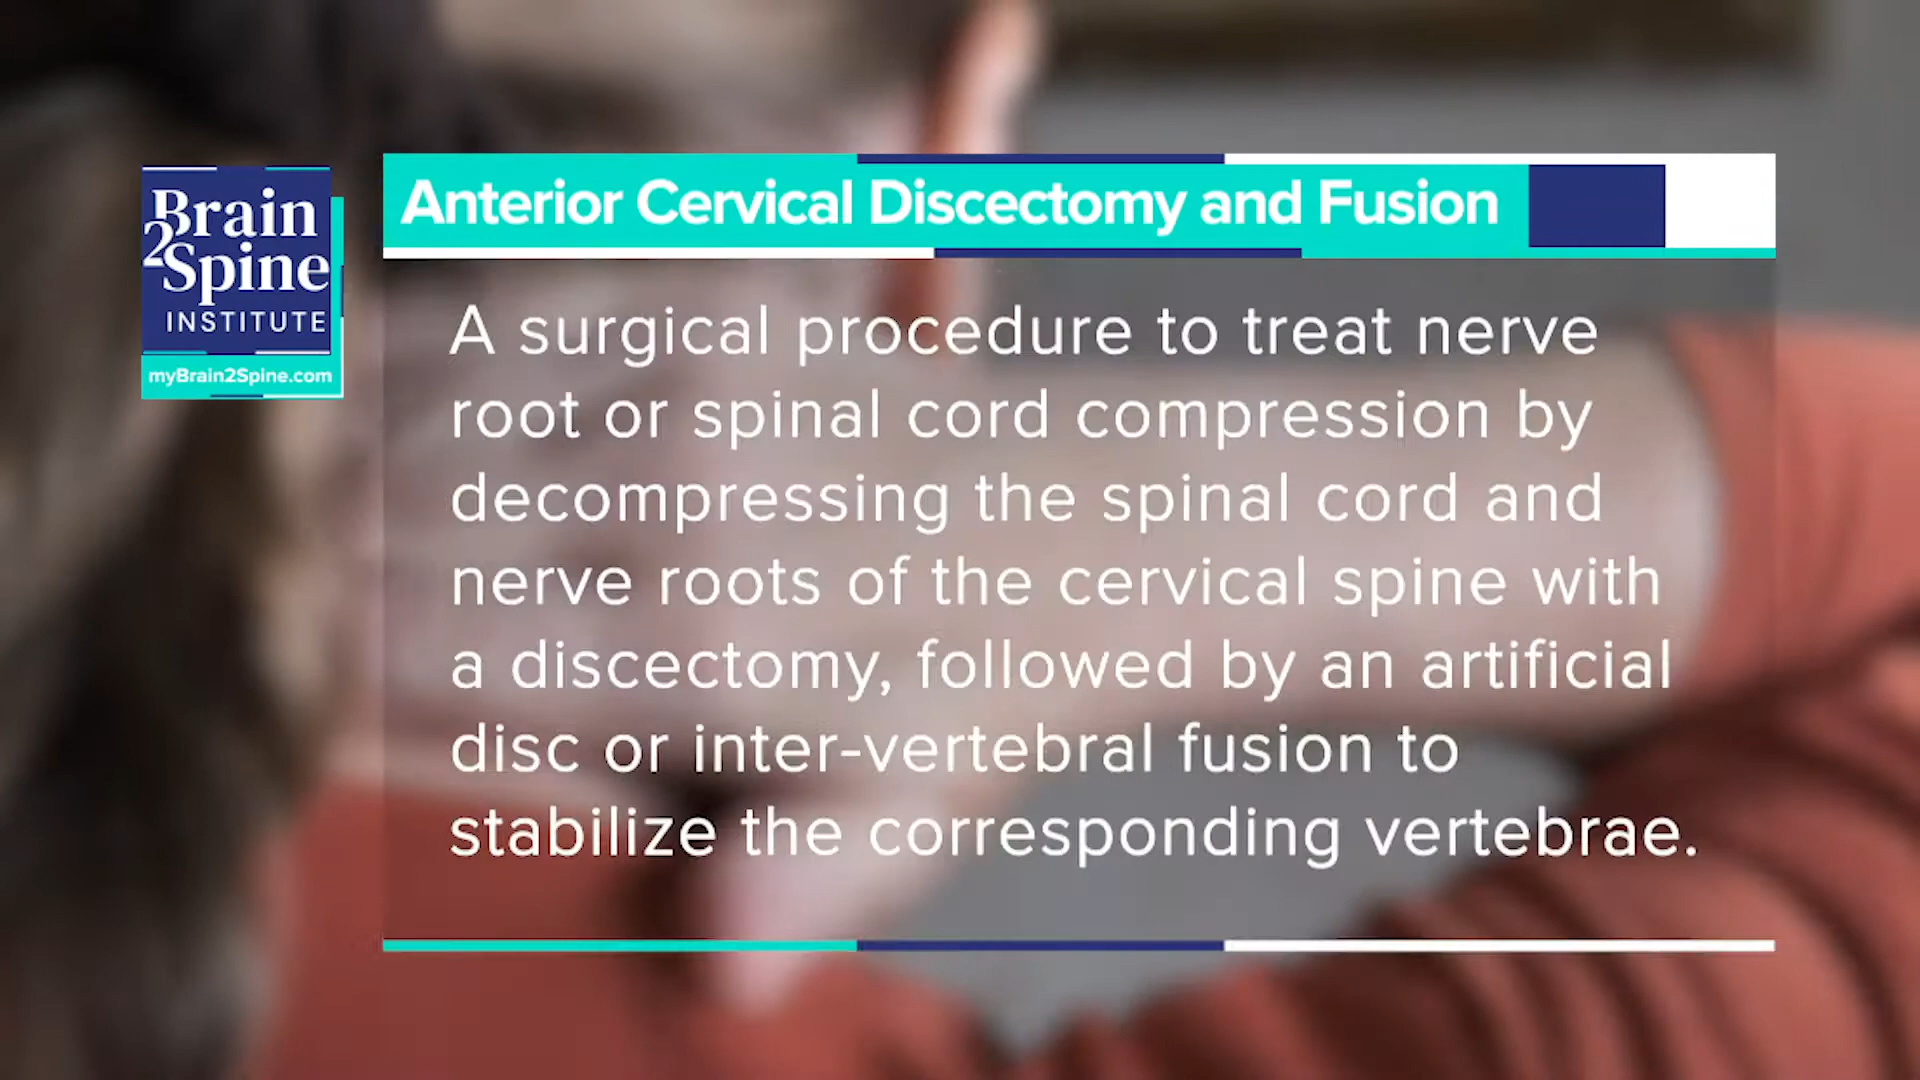 Brain
2Spine
INSTITUTE
myBrain2Spine.com
Anterior Cervical Discectomy and Fusion
A surgical procedure to treat nerve
root or spinal cord compression by
decompressing the spinal cord and
nerve roots of the cervical spine with
a discectomy, followed by an artificial
disc or inter-vertebral fusion to
stabilize the corresponding vertebrae.